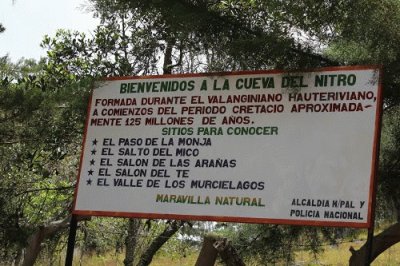 BIENVENIDOS A LA CUEVA DEL NITRO
FORMADA DURANTE EL VALANGINIANO HAUTERIVIANO,
A COMIENZOS DEL PERIODO CRETACIO APROXIMADA-
MENTE 125 MILLONES DE AÑOS.
SITIOS PARA CONOCER
★ EL PASO DE LA MONJA
★ EL SALTO DEL MICO
★ EL SALON DE LAS ARAÑAS
★ EL SALON DEL TE
★ EL VALLE DE LOS MURCIELAGOS
MARAVILLA NATURAL
ALCALDIA M/PAL Y
POLICIA NACIONAL